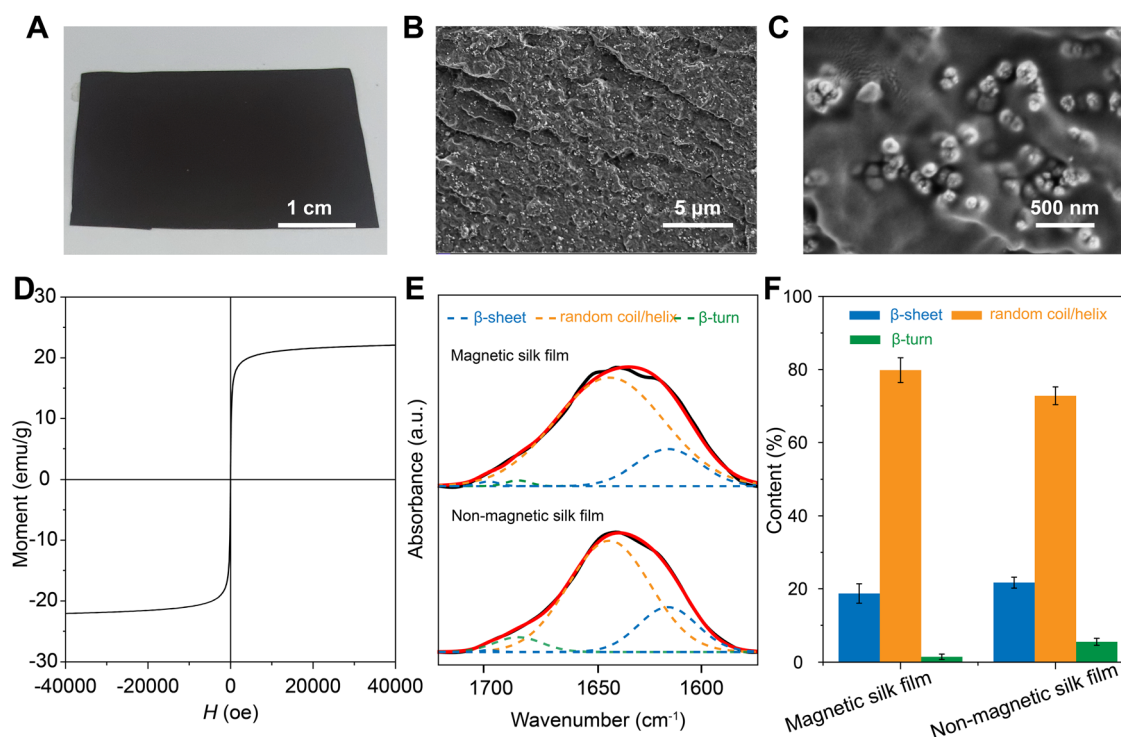 A
1 cm
B
5 μm
C
500 nm
D
30
20
10
0
-10
-20
-30
Moment (emu/g)
-40000
-20000
0
20000
40000
H (oe)
E
β-sheet
random coil/helix
β-turn
Magnetic silk film
Non-magnetic silk film
Absorbance (a.u.)
1700
1650
1600
Wavenumber (cm⁻¹)
F
100
80
60
40
20
0
Content (%)
β-sheet
random coil/helix
β-turn
Magnetic silk film
Non-magnetic silk film